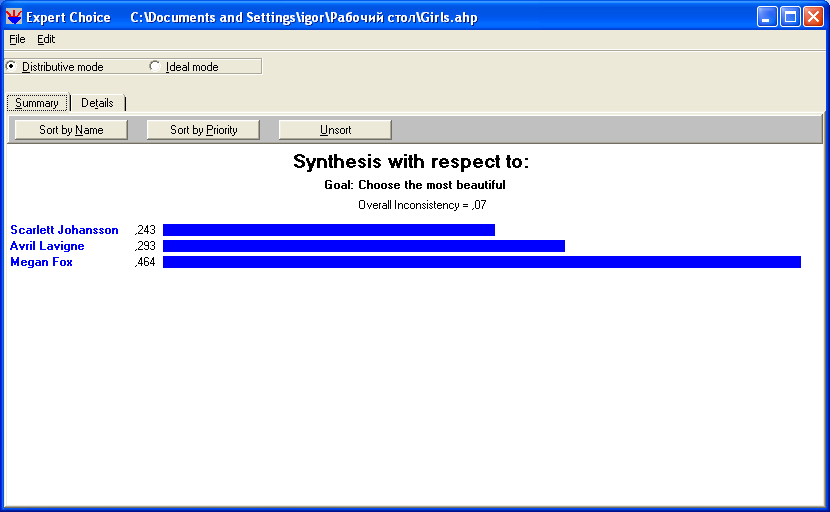 Expert Choice C:\Documents and Settings\igor\Рабочий стол\Girls.ahp
File Edit
Distributive mode Ideal mode
Summary Details
Sort by Name Sort by Priority Unsort
Synthesis with respect to:
Goal: Choose the most beautiful
Overall Inconsistency = ,07
Scarlett Johansson ,243
Avril Lavigne ,293
Megan Fox ,464